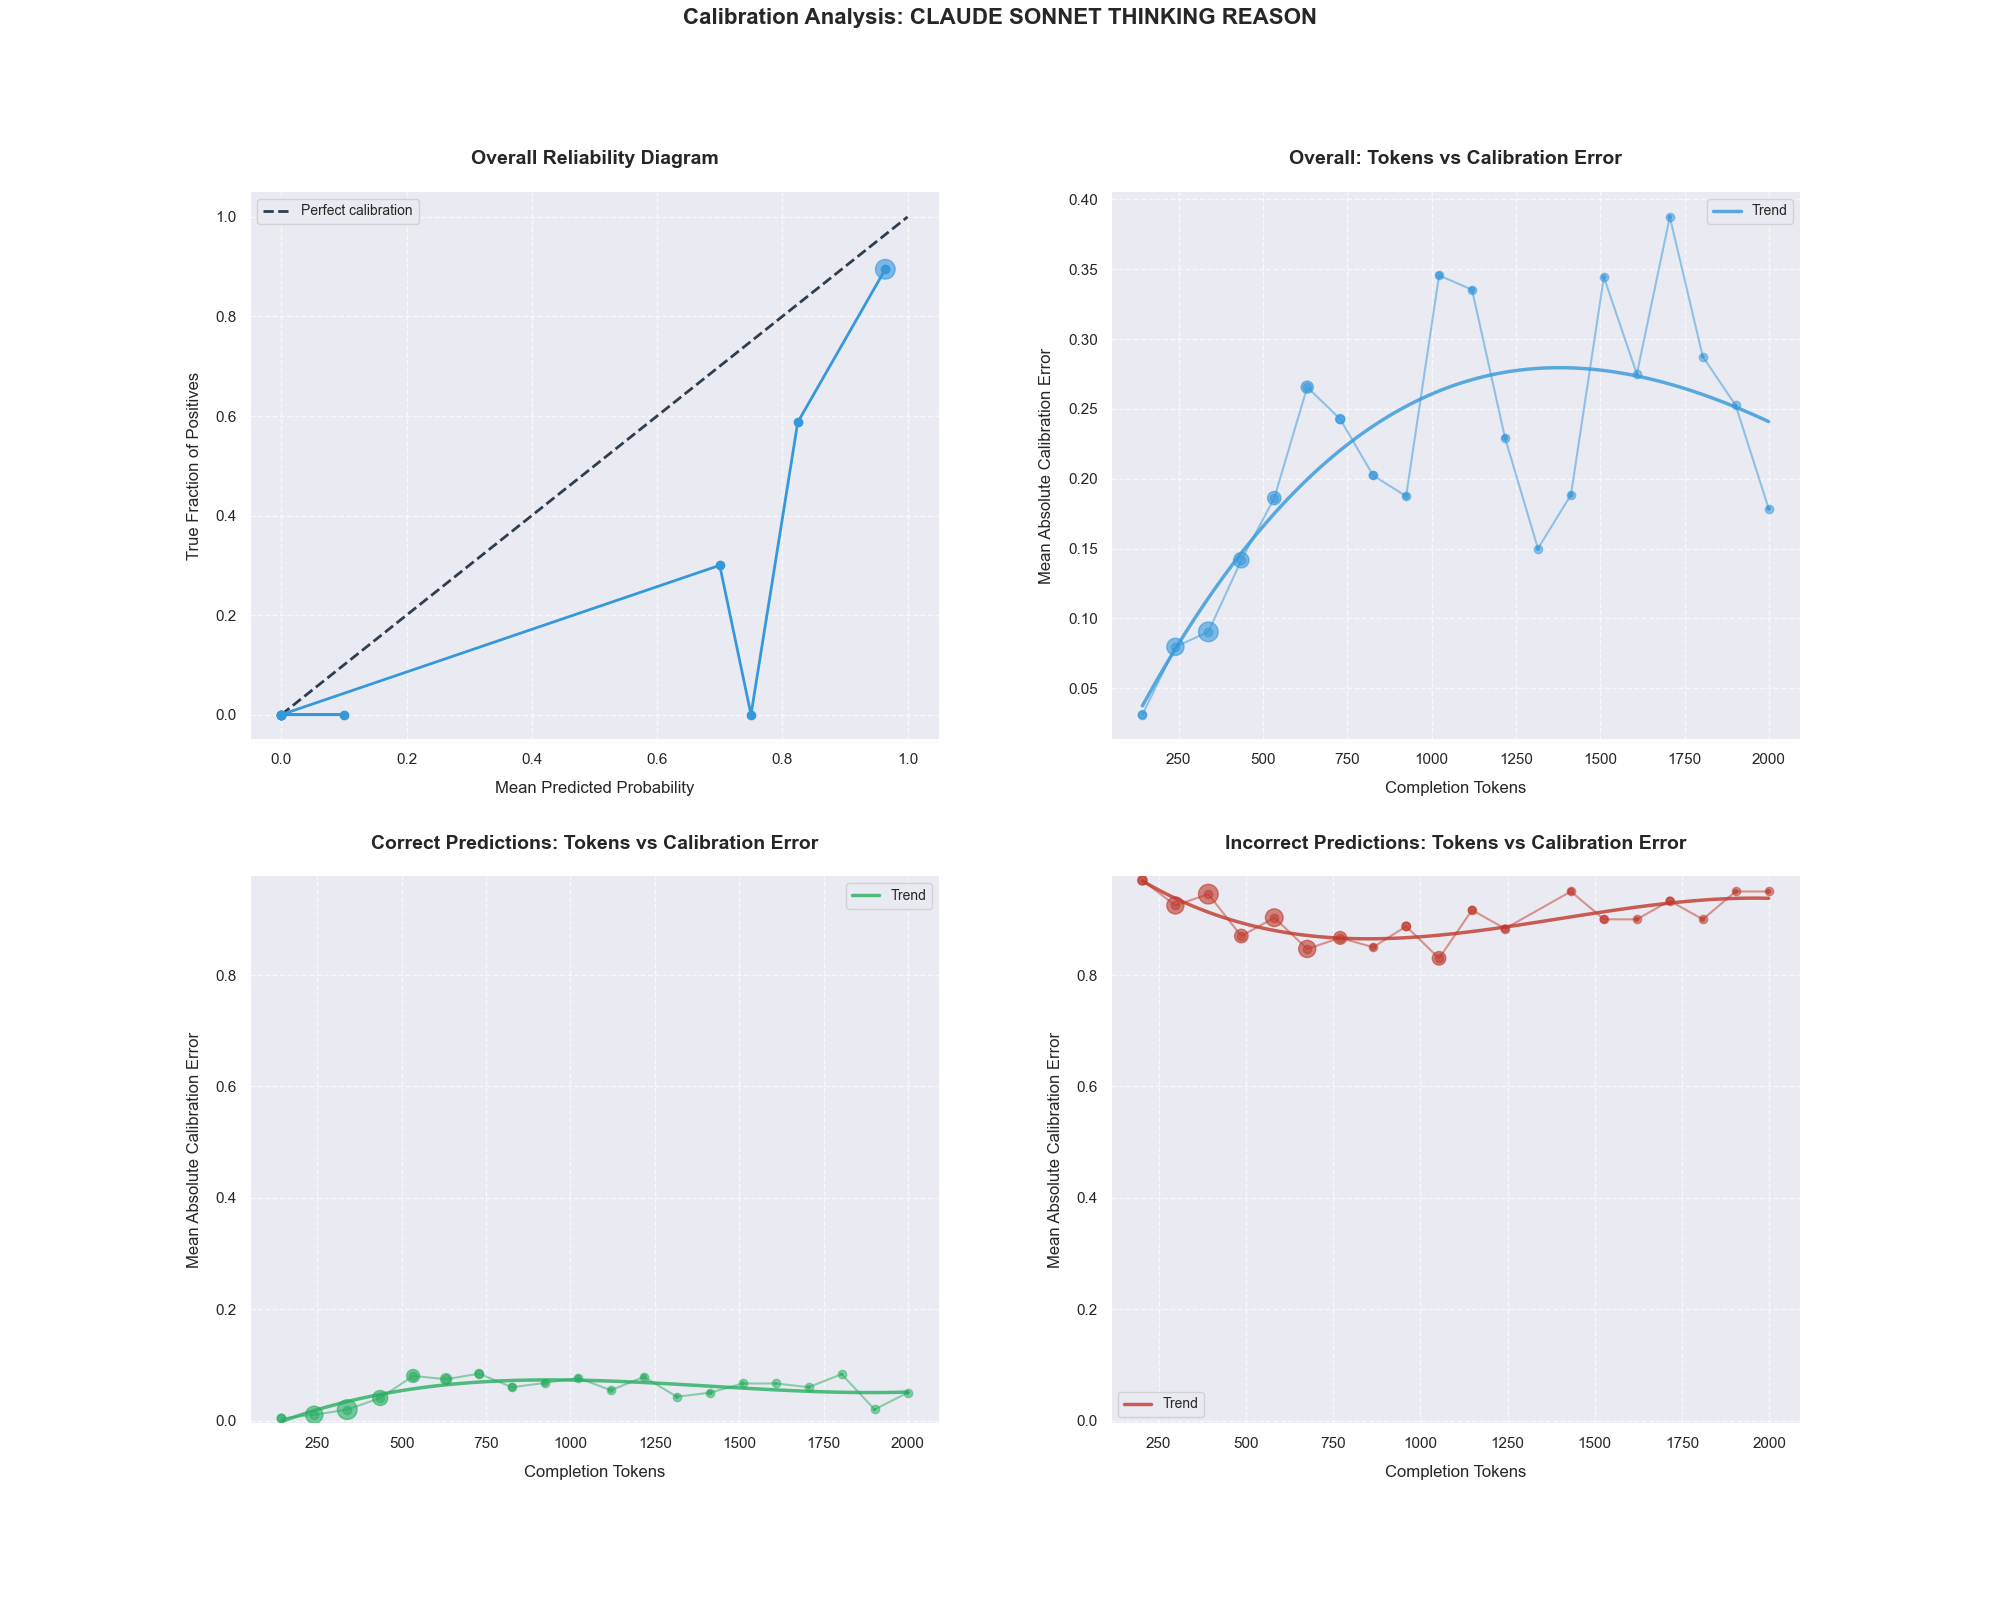 Calibration Analysis: CLAUDE SONNET THINKING REASON
Overall Reliability Diagram
Perfect calibration
1.0
0.8
0.6
0.4
0.2
0.0
True Fraction of Positives
0.0 0.2 0.4 0.6 0.8 1.0
Mean Predicted Probability
Overall: Tokens vs Calibration Error
Trend
0.40
0.35
0.30
0.25
0.20
0.15
0.10
0.05
Mean Absolute Calibration Error
250 500 750 1000 1250 1500 1750 2000
Completion Tokens
Correct Predictions: Tokens vs Calibration Error
Trend
0.8
0.6
0.4
0.2
0.0
Mean Absolute Calibration Error
250 500 750 1000 1250 1500 1750 2000
Completion Tokens
Incorrect Predictions: Tokens vs Calibration Error
0.8
0.6
0.4
0.2
0.0
Mean Absolute Calibration Error
Trend
250 500 750 1000 1250 1500 1750 2000
Completion Tokens